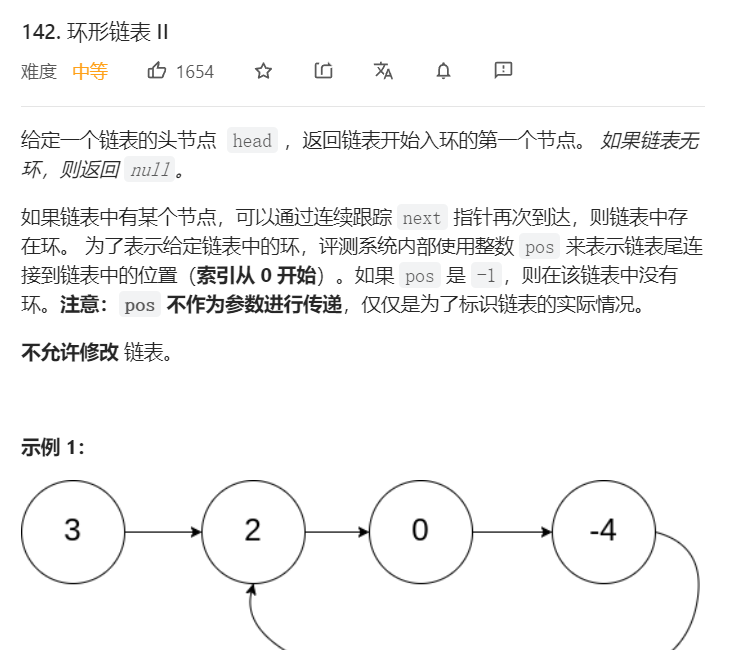 142. 环形链表 II
难度 中等 1654
给定一个链表的头节点 head ，返回链表开始入环的第一个节点。 如果链表无
环，则返回 null。
如果链表中有某个节点，可以通过连续跟踪 next 指针再次到达，则链表中存
在环。 为了表示给定链表中的环，评测系统内部使用整数 pos 来表示链表尾连
接到链表中的位置（索引从 0 开始）。如果 pos 是 -1，则在该链表中没有
环。注意：pos 不作为参数进行传递，仅仅是为了标识链表的实际情况。
不允许修改 链表。
示例 1：
3 2 0 -4